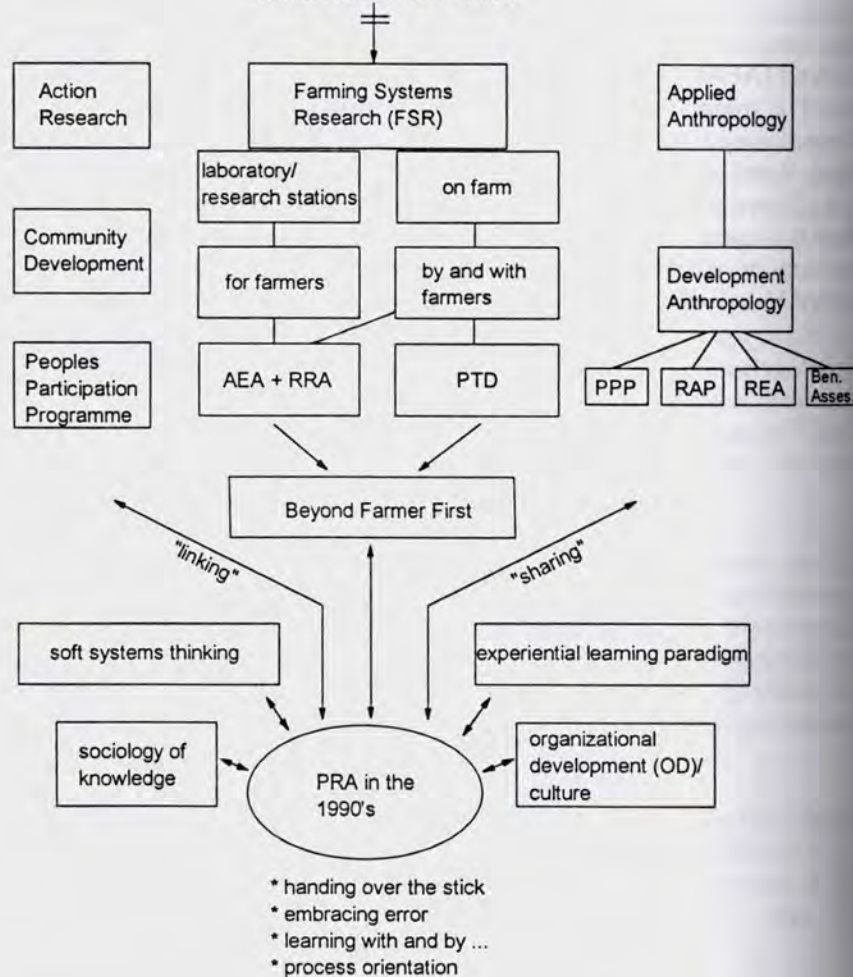 Action
Research
Farming Systems
Research (FSR)
Applied
Anthropology
laboratory/
research stations
on farm
Community
Development
for farmers
by and with
farmers
Development
Anthropology
Peoples
Participation
Programme
AEA + RRA
PTD
PPP
RAP
REA
Ben.
Asses.
Beyond Farmer First
"linking"
"sharing"
soft systems thinking
experiential learning paradigm
sociology of
knowledge
PRA in the
1990's
organizational
development (OD)/
culture
* handing over the stick
* embracing error
* learning with and by ...
* process orientation